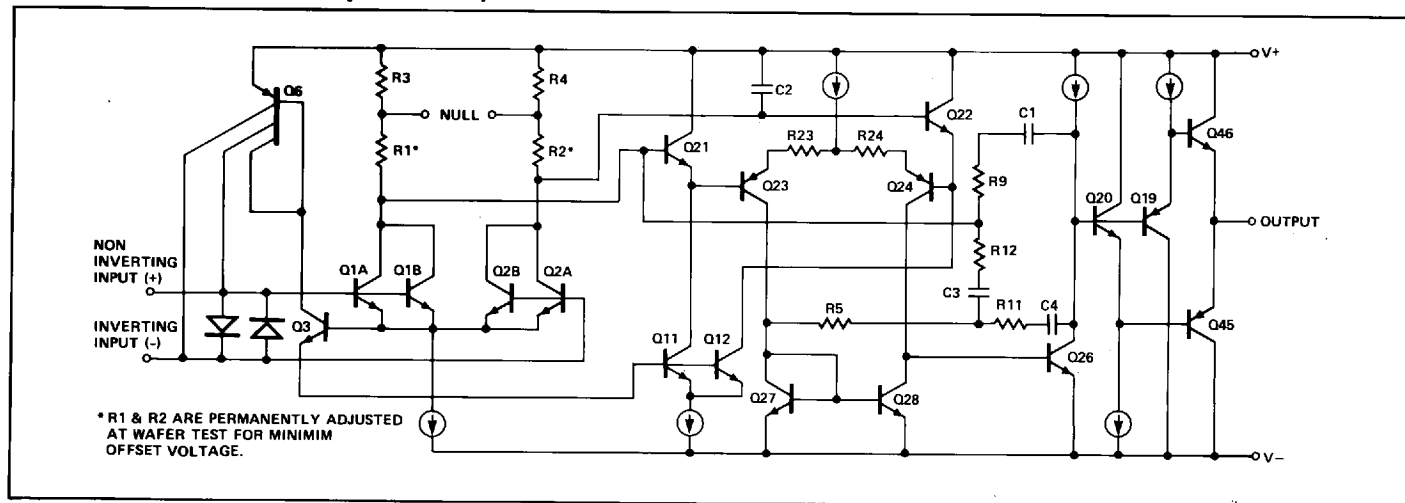 V+
R3
R4
Q6
C2
NULL
Q22
C1
Q46
R1*
R2*
Q21
R23
R24
Q23
Q24
R9
Q20
Q19
OUTPUT
NON
INVERTING
INPUT (+)
Q1A
Q1B
Q2B
Q2A
R12
C3
R5
R11
C4
INVERTING
INPUT (-)
Q3
Q45
Q11
Q12
Q26
Q27
Q28
* R1 & R2 ARE PERMANENTLY ADJUSTED
AT WAFER TEST FOR MINIMIM
OFFSET VOLTAGE.
V−